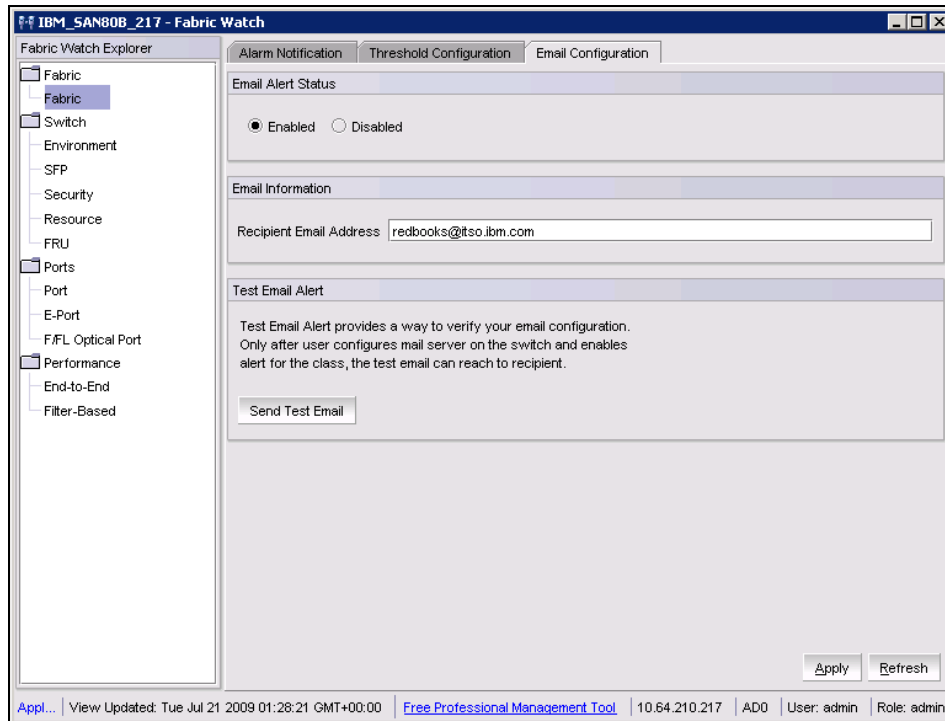 IBM_SAN80B_217 - Fabric Watch
Fabric Watch Explorer
Fabric
Fabric
Switch
Environment
SFP
Security
Resource
FRU
Ports
Port
E-Port
F/FL Optical Port
Performance
End-to-End
Filter-Based
Alarm Notification Threshold Configuration Email Configuration
Email Alert Status
Enabled Disabled
Email Information
Recipient Email Address redbooks@itso.ibm.com
Test Email Alert
Test Email Alert provides a way to verify your email configuration.
Only after user configures mail server on the switch and enables
alert for the class, the test email can reach to recipient.
Send Test Email
Apply Refresh
Appl... View Updated: Tue Jul 21 2009 01:28:21 GMT+00:00 Free Professional Management Tool 10.64.210.217 AD0 User: admin Role: admin